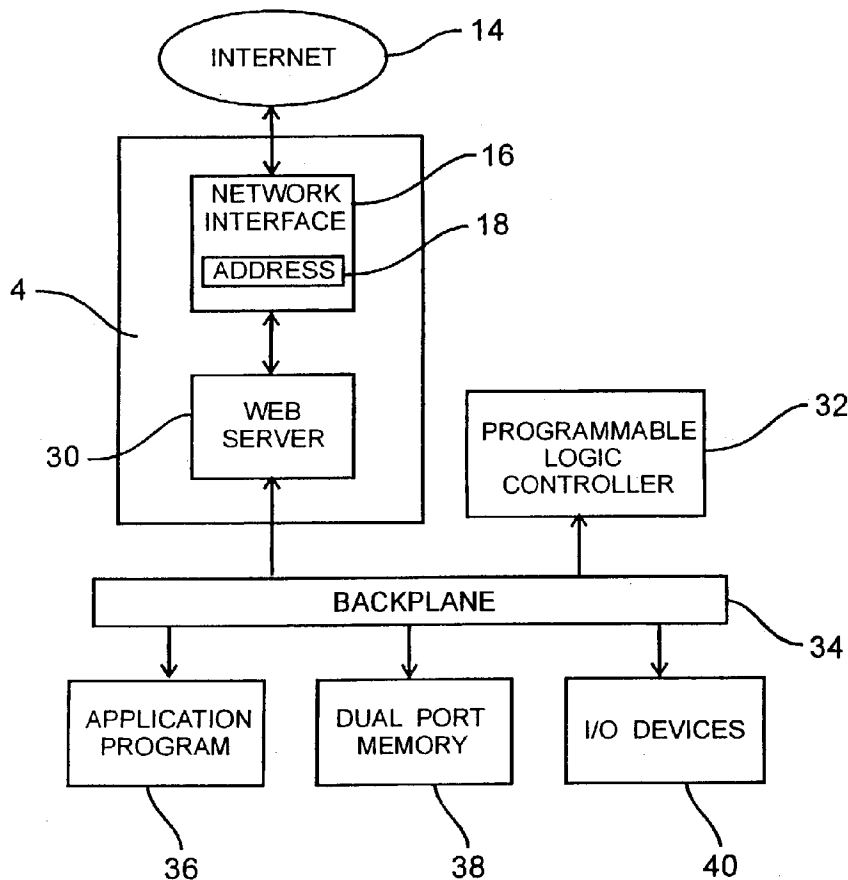 INTERNET
14
NETWORK
INTERFACE
16
ADDRESS
18
4
WEB
SERVER
30
PROGRAMMABLE
LOGIC
CONTROLLER
32
BACKPLANE
34
APPLICATION
PROGRAM
DUAL PORT
MEMORY
I/O DEVICES
36
38
40